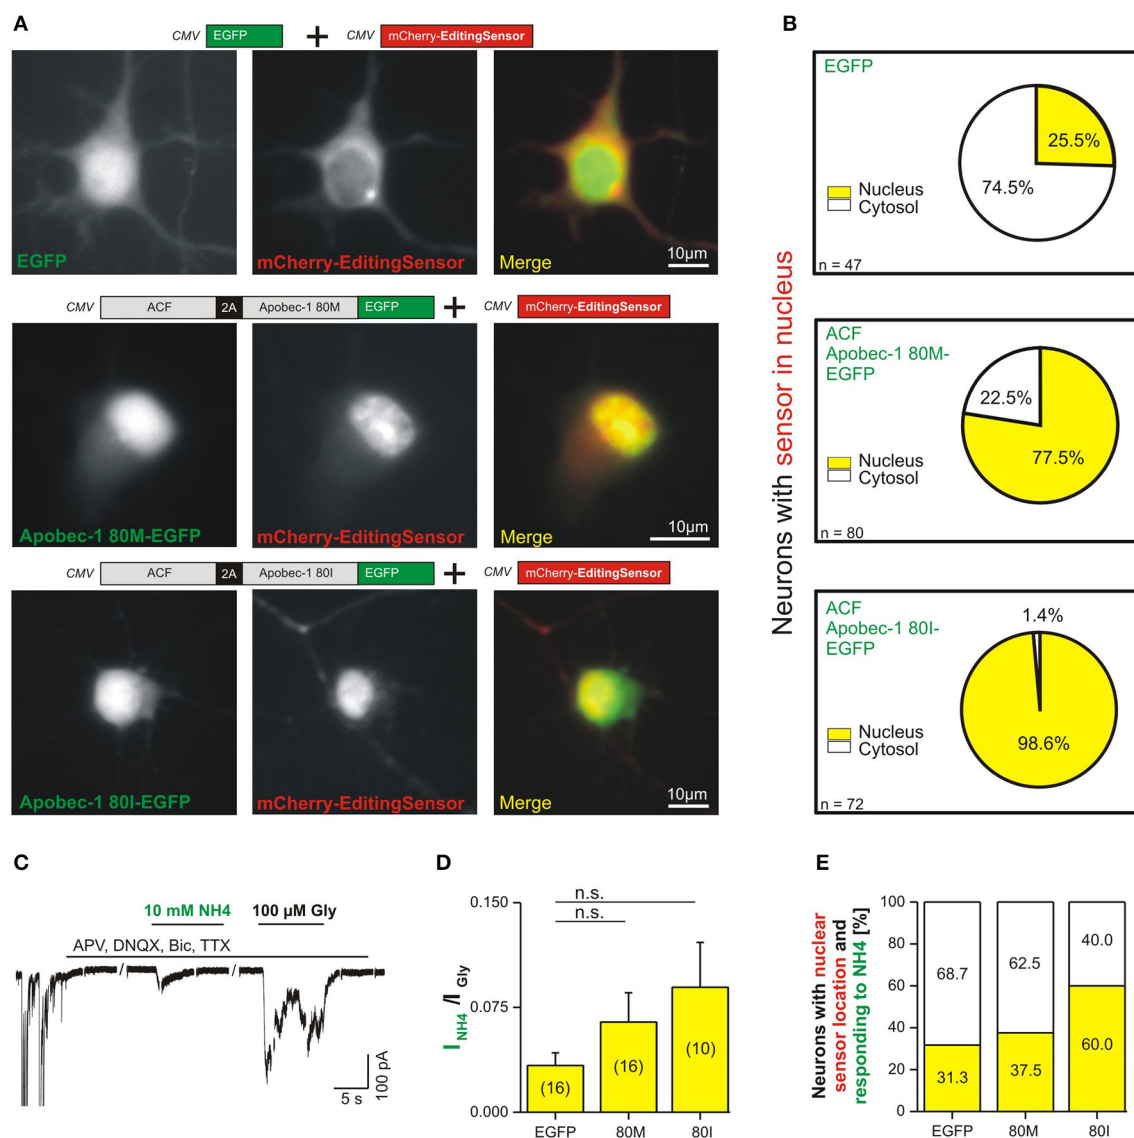 A
CMV EGFP + CMV mCherry-EditingSensor
EGFP
mCherry-EditingSensor
Merge
10µm
CMV ACF 2A Apobec-1 80M EGFP + CMV mCherry-EditingSensor
Apobec-1 80M-EGFP
mCherry-EditingSensor
Merge
10µm
CMV ACF 2A Apobec-1 80I EGFP + CMV mCherry-EditingSensor
Apobec-1 80I-EGFP
mCherry-EditingSensor
Merge
10µm
B
Neurons with sensor in nucleus
EGFP
25.5%
74.5%
Nucleus
Cytosol
n = 47
ACF
Apobec-1 80M-
EGFP
22.5%
77.5%
Nucleus
Cytosol
n = 80
ACF
Apobec-1 80I-
EGFP
1.4%
98.6%
Nucleus
Cytosol
n = 72
C
10 mM NH4
100 µM Gly
APV, DNQX, Bic, TTX
/
/
5 s
100 pA
D
I NH4 /I Gly
0.150
0.075
0.000
n.s.
n.s.
(16)
(16)
(10)
EGFP
80M
80I
E
Neurons with nuclear
sensor location and
responding to NH4 [%]
100
80
60
40
20
0
68.7
62.5
40.0
31.3
37.5
60.0
EGFP
80M
80I